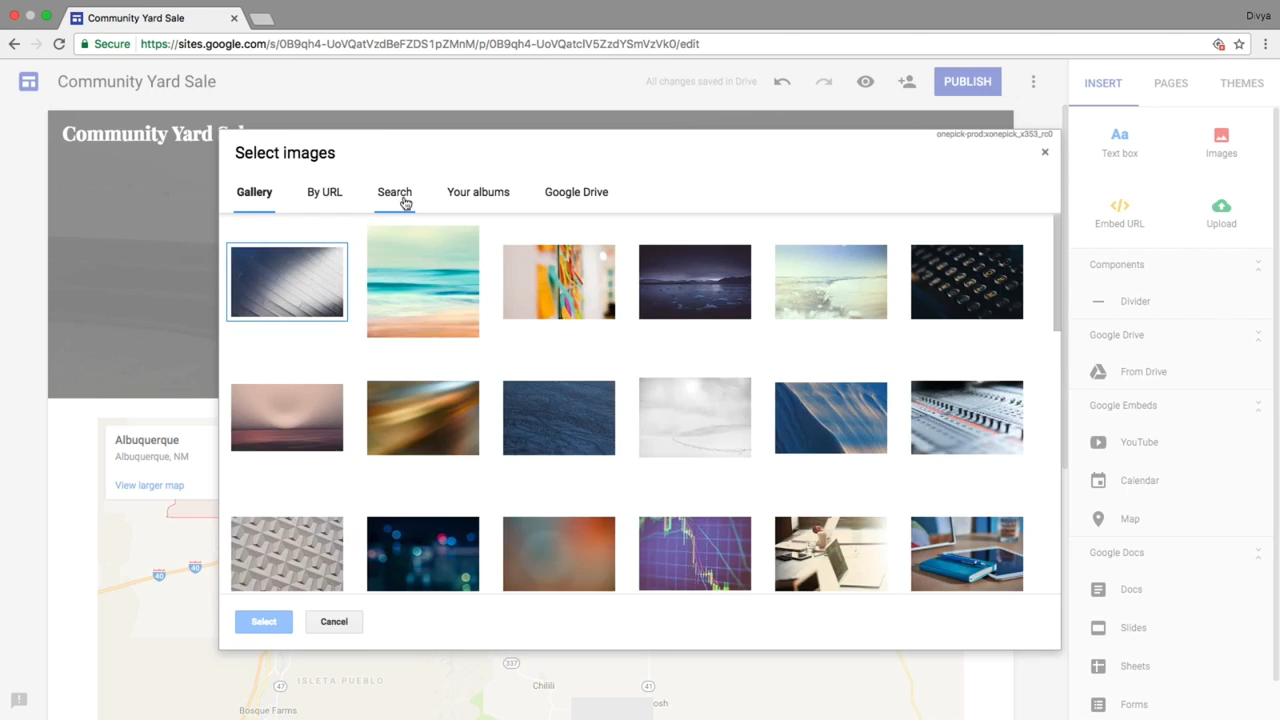 Community Yard Sale
Divya
Secure
https://sites.google.com/s/0B9qh4-UoVQatVzdBeFZDS1pZMnM/p/0B9qh4-UoVQatclV5ZzdYSmVzVk0/edit
Community Yard Sale
All changes saved in Drive
PUBLISH
INSERT
PAGES
THEMES
Community Yard
onepick-prod:xonepick_x353_rc0
Select images
Gallery
By URL
Search
Your albums
Google Drive
Select
Cancel
Aa
Text box
Images
Embed URL
Upload
Components
Divider
Google Drive
From Drive
Google Embeds
YouTube
Calendar
Map
Google Docs
Docs
Slides
Sheets
Forms
Albuquerque
Albuquerque, NM
View larger map
40
40
337
47
ISLETA PUEBLO
Chilili
41
Bosque Farms